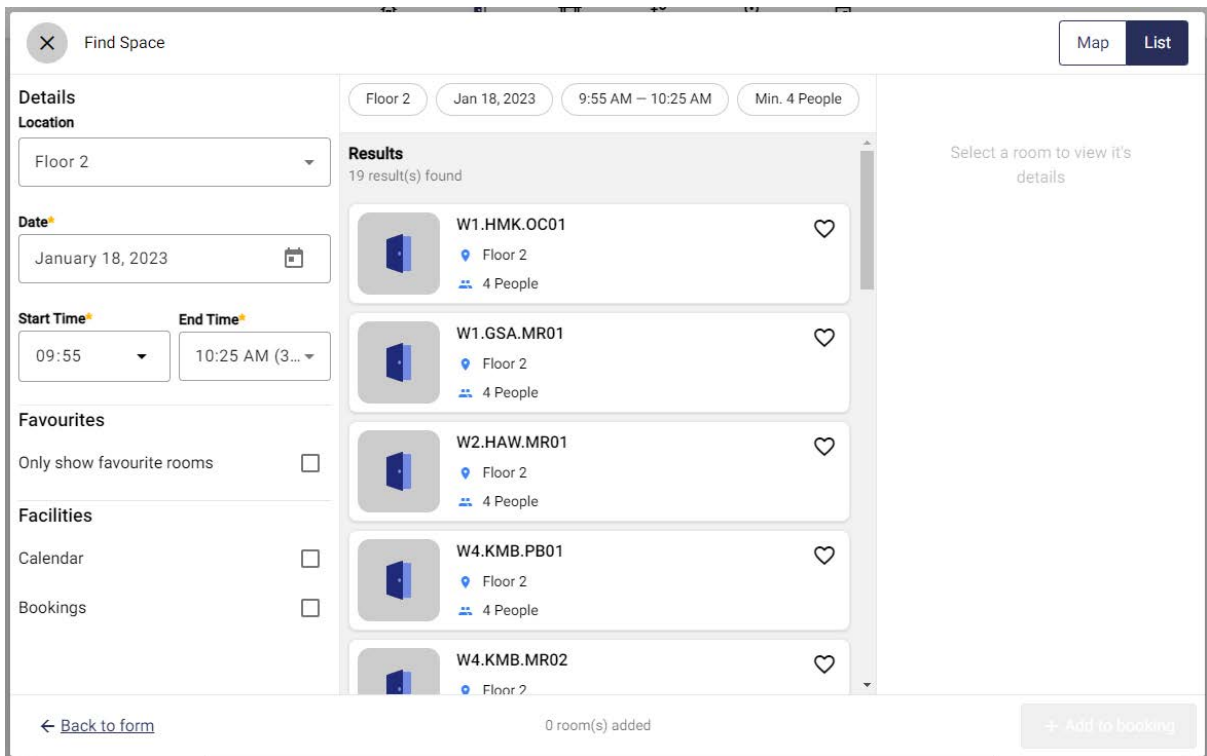 Find Space
Map
List
Details
Location
Floor 2
Date*
January 18, 2023
Start Time*
End Time*
09:55
10:25 AM (3...
Favourites
Only show favourite rooms
Facilities
Calendar
Bookings
Floor 2
Jan 18, 2023
9:55 AM — 10:25 AM
Min. 4 People
Results
19 result(s) found
W1.HMK.OC01
Floor 2
4 People
W1.GSA.MR01
Floor 2
4 People
W2.HAW.MR01
Floor 2
4 People
W4.KMB.PB01
Floor 2
4 People
W4.KMB.MR02
Floor 2
Select a room to view it's
details
Back to form
0 room(s) added
+ Add to booking